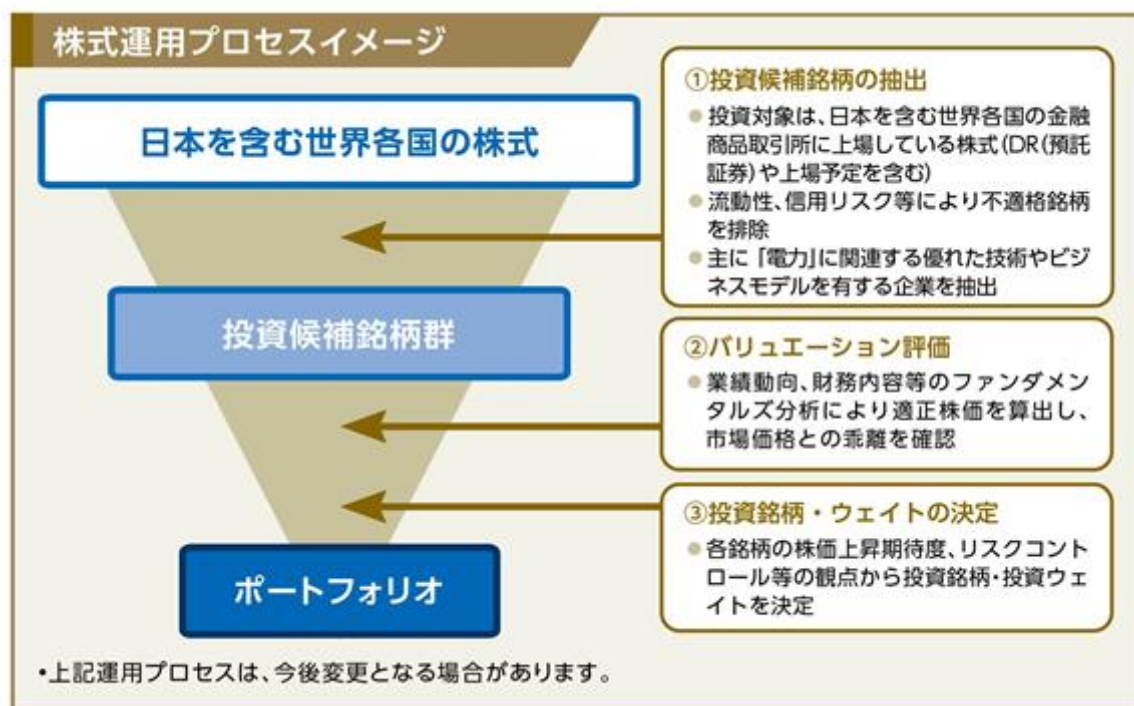 株式運用プロセスイメージ
日本を含む世界各国の株式
投資候補銘柄群
ポートフォリオ
①投資候補銘柄の抽出
●投資対象は、日本を含む世界各国の金融
商品取引所に上場している株式(DR(預託
証券)や上場予定を含む)
●流動性、信用リスク等により不適格銘柄
を排除
●主に「電力」に関連する優れた技術やビジ
ネスモデルを有する企業を抽出
②バリュエーション評価
●業績動向、財務内容等のファンダメン
タルズ分析により適正株価を算出し、
市場価格との乖離を確認
③投資銘柄・ウェイトの決定
●各銘柄の株価上昇期待度、リスクコント
ロール等の観点から投資銘柄・投資ウェ
イトを決定
•上記運用プロセスは、今後変更となる場合があります。